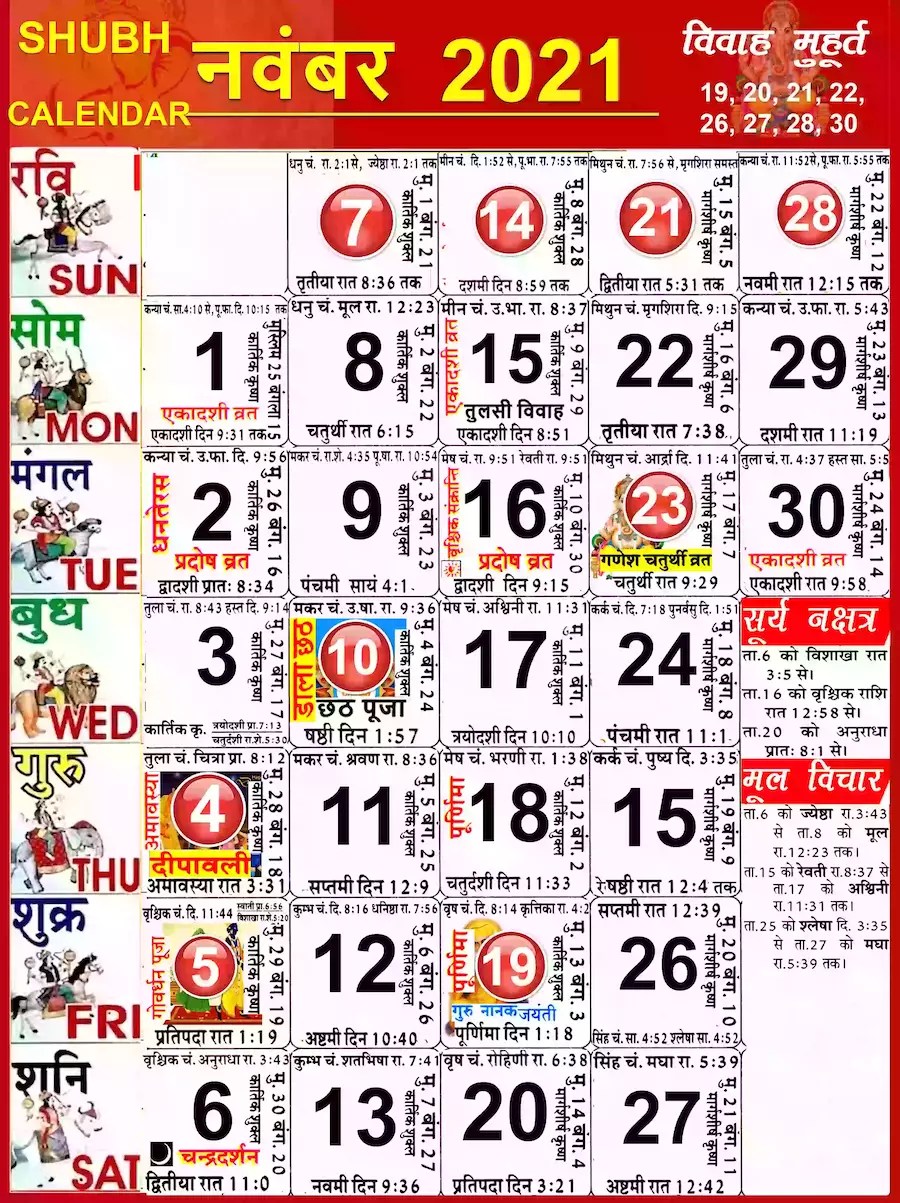 SHUBH
CALENDAR
नवंबर 2021
विवाह मुहूर्त
19, 20, 21, 22,
26, 27, 28, 30
रवि
SUN
धनु चं. रा. 2:1 से, ज्येष्ठा रा. 2:1 तक
7
मु. 1 बंग. 21
कार्तिक शुक्ल
तृतीया रात 8:36 तक
मीन चं. दि. 1:52 से, पू.भा. रा. 7:55 तक
14
मु. 8 बंग. 28
कार्तिक शुक्ल
दशमी दिन 8:59 तक
मिथुन चं. रा. 7:56 से, मृगशिरा समस्त
21
मु. 15 बंग. 5
मार्गशीर्ष कृष्ण
द्वितीया रात 5:31 तक
कन्या चं. रा. 11:52 से, पू.फा. रा. 5:55 तक
28
मु. 22 बंग. 12
मार्गशीर्ष कृष्ण
नवमी रात 12:15 तक
सोम
MON
कन्या चं. सा. 4:10 से, पू.फा. दि. 10:15 तक
1
मुस्लिम 25 बंगला 15
कार्तिक कृष्ण
एकादशी व्रत
एकादशी दिन 9:31 तक
धनु चं. मूल रा. 12:23
8
मु. 2 बंग. 22
कार्तिक शुक्ल
चतुर्थी रात 6:15
मीन चं. उ.भा. रा. 8:37
एकादशी व्रत
15
मु. 9 बंग. 29
कार्तिक शुक्ल
तुलसी विवाह
एकादशी दिन 8:51
मिथुन चं. मृगशिरा दि. 9:15
22
मु. 16 बंग. 6
मार्गशीर्ष कृष्ण
तृतीया रात 7:38
कन्या चं. उ.फा. रा. 5:43
29
मु. 23 बंग. 13
मार्गशीर्ष कृष्ण
दशमी रात 11:19
मंगल
TUE
कन्या चं. उ.फा. दि. 9:56
धनतेरस
2
मु. 26 बंग. 16
कार्तिक कृष्ण
प्रदोष व्रत
द्वादशी प्रातः 8:34
मकर चं. रा.शे. 4:35 पू.षा. रा. 10:54
9
मु. 3 बंग. 23
कार्तिक शुक्ल
पंचमी सायं 4:1.
मेष चं. रा. 9:51 रेवती रा. 9:51
वृश्चिक संक्रान्ति
16
मु. 10 बंग. 30
कार्तिक शुक्ल
प्रदोष व्रत
द्वादशी दिन 9:15
मिथुन चं. आर्द्रा दि. 11:41
23
मु. 17 बंग. 7
मार्गशीर्ष कृष्ण
गणेश चतुर्थी व्रत
चतुर्थी रात 9:29
तुला चं. रा. 4:37 हस्त सा. 5:5
30
मु. 24 बंग. 14
मार्गशीर्ष कृष्ण
एकादशी व्रत
एकादशी रात 9:58
बुध
WED
तुला चं. रा. 8:43 हस्त दि. 9:14
3
मु. 27 बंग. 17
कार्तिक कृष्ण
कार्तिक कृ. त्रयोदशी प्रा. 7:13
चतुर्दशी रा.शे. 5:30
मकर चं. उ.षा. रा. 9:36
डाला छठ
10
मु. 4 बंग. 24
कार्तिक शुक्ल
छठ पूजा
षष्ठी दिन 1:57
मेष चं. अश्विनी रा. 11:31
17
मु. 11 बंग. 1
कार्तिक शुक्ल
त्रयोदशी दिन 10:10
कर्क चं. दि. 7:18 पुनर्वसु दि. 1:51
24
मु. 18 बंग. 8
मार्गशीर्ष कृष्ण
पंचमी रात 11:1
सूर्य नक्षत्र
ता.6 को विशाखा रात
3:5 से।
ता.16 को वृश्चिक राशि
रात 12:58 से।
ता.20 को अनुराधा
प्रातः 8:1 से।
गुरु
THU
तुला चं. चित्रा प्रा. 8:12
अमावस्या
4
मु. 28 बंग. 18
कार्तिक कृष्ण
दीपावली
अमावस्या रात 3:31
मकर चं. श्रवण रा. 8:36
11
मु. 5 बंग. 25
कार्तिक शुक्ल
सप्तमी दिन 12:9
मेष चं. भरणी रा. 1:38
पूर्णिमा
18
मु. 12 बंग. 2
कार्तिक शुक्ल
चतुर्दशी दिन 11:33
कर्क चं. पुष्य दि. 3:35
15
मु. 19 बंग. 9
मार्गशीर्ष कृष्ण
षष्ठी रात 12:4 तक
मूल विचार
ता.6 को ज्येष्ठा रा.3:43
से ता.8 को मूल
रा.12:23 तक।
ता.15 को रेवती रा.8:37 से
ता.17 को अश्विनी
रा.11:31 तक।
ता.25 को श्लेषा दि. 3:35
से ता.27 को मघा
रा.5:39 तक।
शुक्र
FRI
वृश्चिक चं. दि. 11:44 स्वाती प्रा. 6:56
विशाखा रा.शे. 5:20
गोवर्धन पूजा
5
मु. 29 बंग. 19
कार्तिक कृष्ण
प्रतिपदा रात 1:19
कुम्भ चं. दि. 8:16 धनिष्ठा रा. 7:56
12
मु. 6 बंग. 26
कार्तिक शुक्ल
अष्टमी दिन 10:40
वृष चं. दि. 8:14 कृत्तिका रा. 4:2
पूर्णिमा
19
मु. 13 बंग. 3
कार्तिक शुक्ल
गुरु नानक जयंती
पूर्णिमा दिन 1:18
सप्तमी रात 12:39
26
मु. 20 बंग. 10
मार्गशीर्ष कृष्ण
सिंह चं. सा. 4:52 श्लेषा सा. 4:52
शनि
SAT
वृश्चिक चं. अनुराधा रा. 3:43
6
मु. 30 बंग. 20
कार्तिक शुक्ल
चन्द्रदर्शन
द्वितीया रात 11:0
कुम्भ चं. शतभिषा रा. 7:41
13
मु. 7 बंग. 27
कार्तिक शुक्ल
नवमी दिन 9:36
वृष चं. रोहिणी रा. 6:38
20
मु. 14 बंग. 4
मार्गशीर्ष कृष्ण
प्रतिपदा दिन 3:21
सिंह चं. मघा रा. 5:39
27
मु. 21 बंग. 11
मार्गशीर्ष कृष्ण
अष्टमी रात 12:42